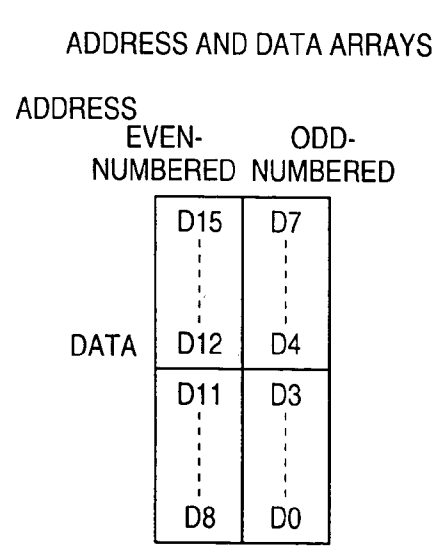 ADDRESS AND DATA ARRAYS
ADDRESS
EVEN- ODD-
NUMBERED NUMBERED
D15 D7
DATA D12 D4
D11 D3
D8 D0